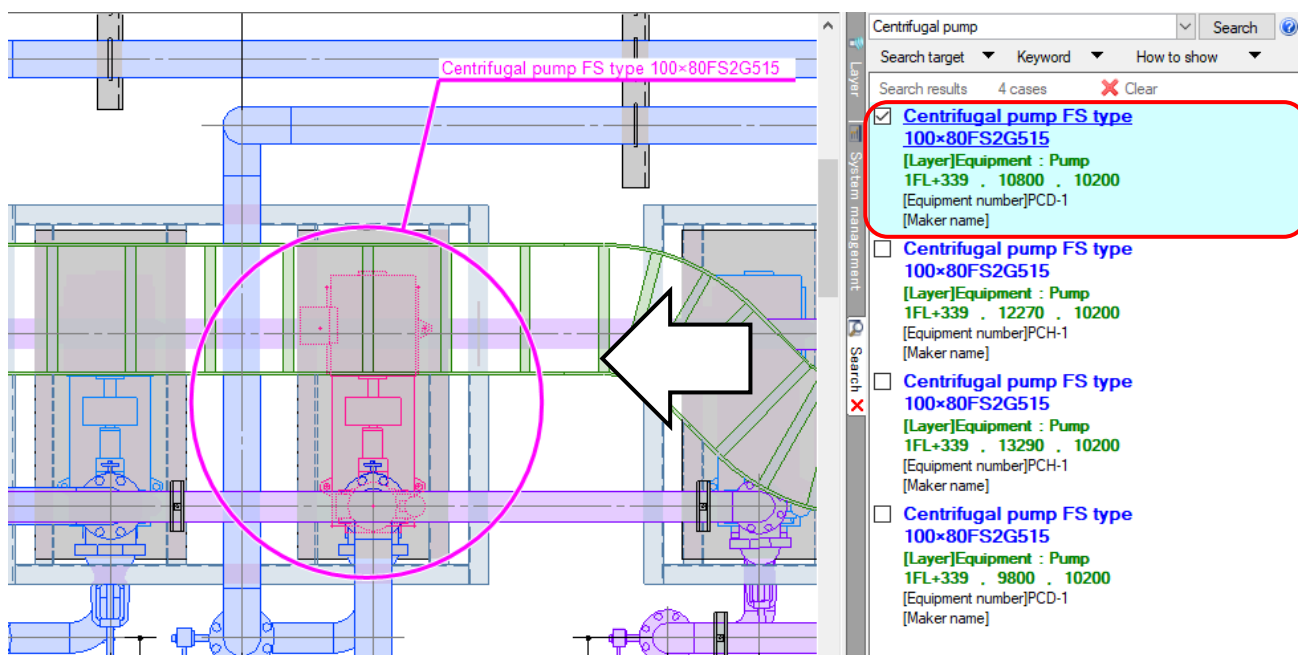 Centrifugal pump FS type 100×80FS2G515
Layer
System management
Search
Centrifugal pump
Search
Search target
Keyword
How to show
Search results 4 cases Clear
Centrifugal pump FS type
100×80FS2G515
[Layer]Equipment : Pump
1FL+339 . 10800 . 10200
[Equipment number]PCD-1
[Maker name]
Centrifugal pump FS type
100×80FS2G515
[Layer]Equipment : Pump
1FL+339 . 12270 . 10200
[Equipment number]PCH-1
[Maker name]
Centrifugal pump FS type
100×80FS2G515
[Layer]Equipment : Pump
1FL+339 . 13290 . 10200
[Equipment number]PCH-1
[Maker name]
Centrifugal pump FS type
100×80FS2G515
[Layer]Equipment : Pump
1FL+339 . 9800 . 10200
[Equipment number]PCD-1
[Maker name]